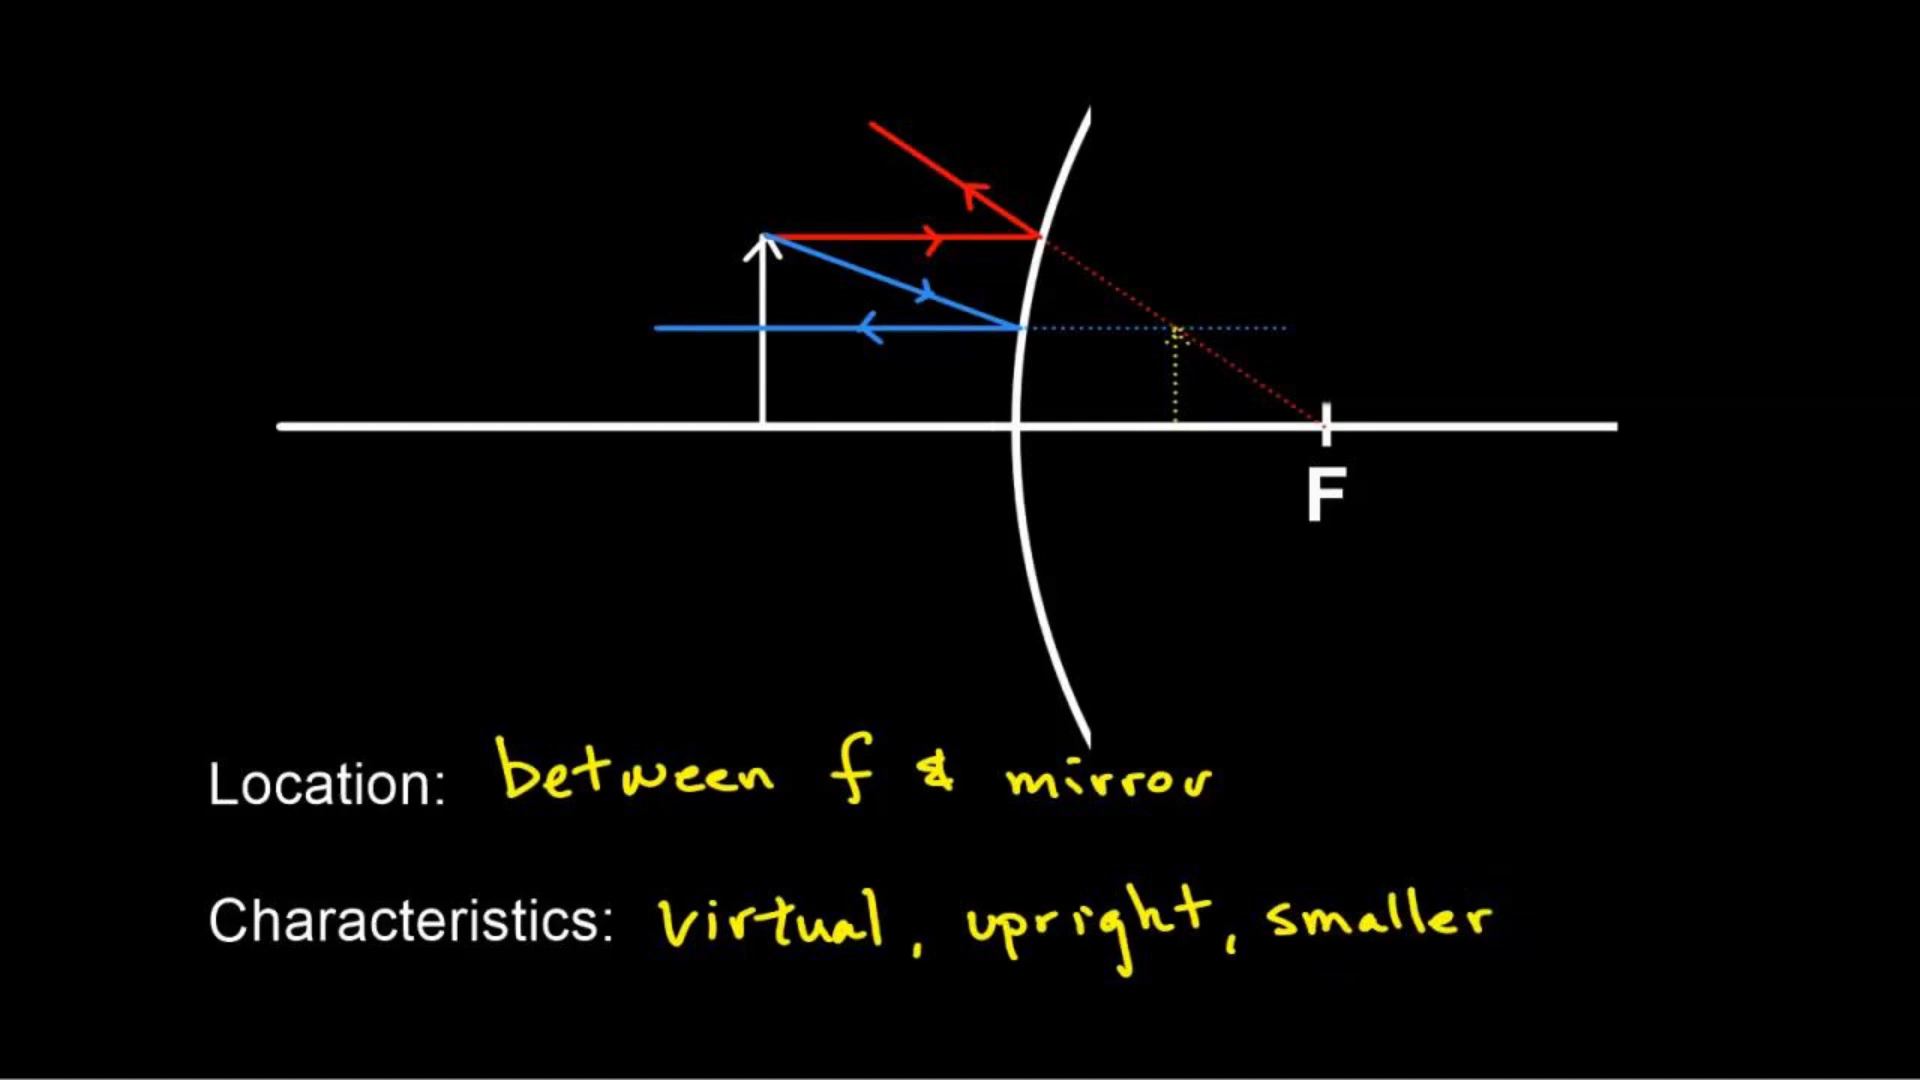 F
Location: between f & mirror
Characteristics: virtual, upright, smaller